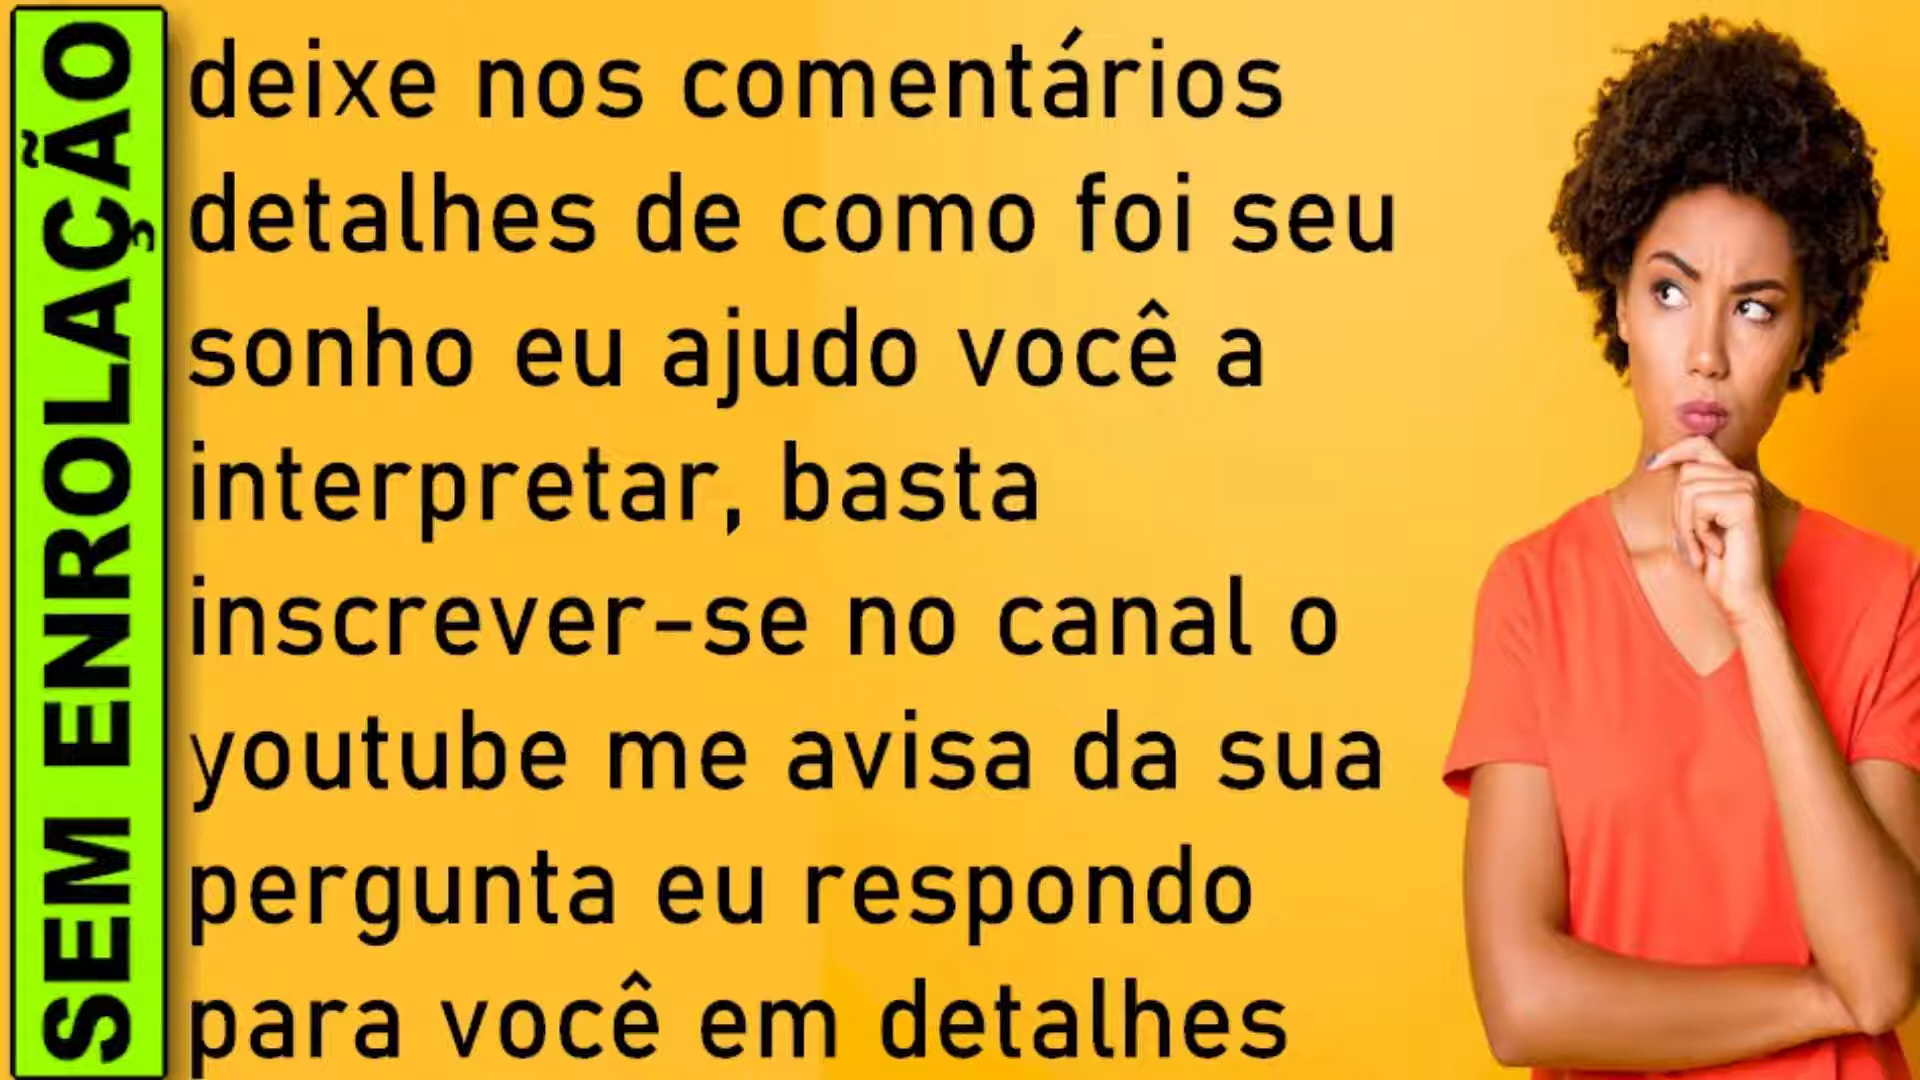 SEM ENROLAÇÃO
deixe nos comentários
detalhes de como foi seu
sonho eu ajudo você a
interpretar, basta
inscrever-se no canal o
youtube me avisa da sua
pergunta eu respondo
para você em detalhes